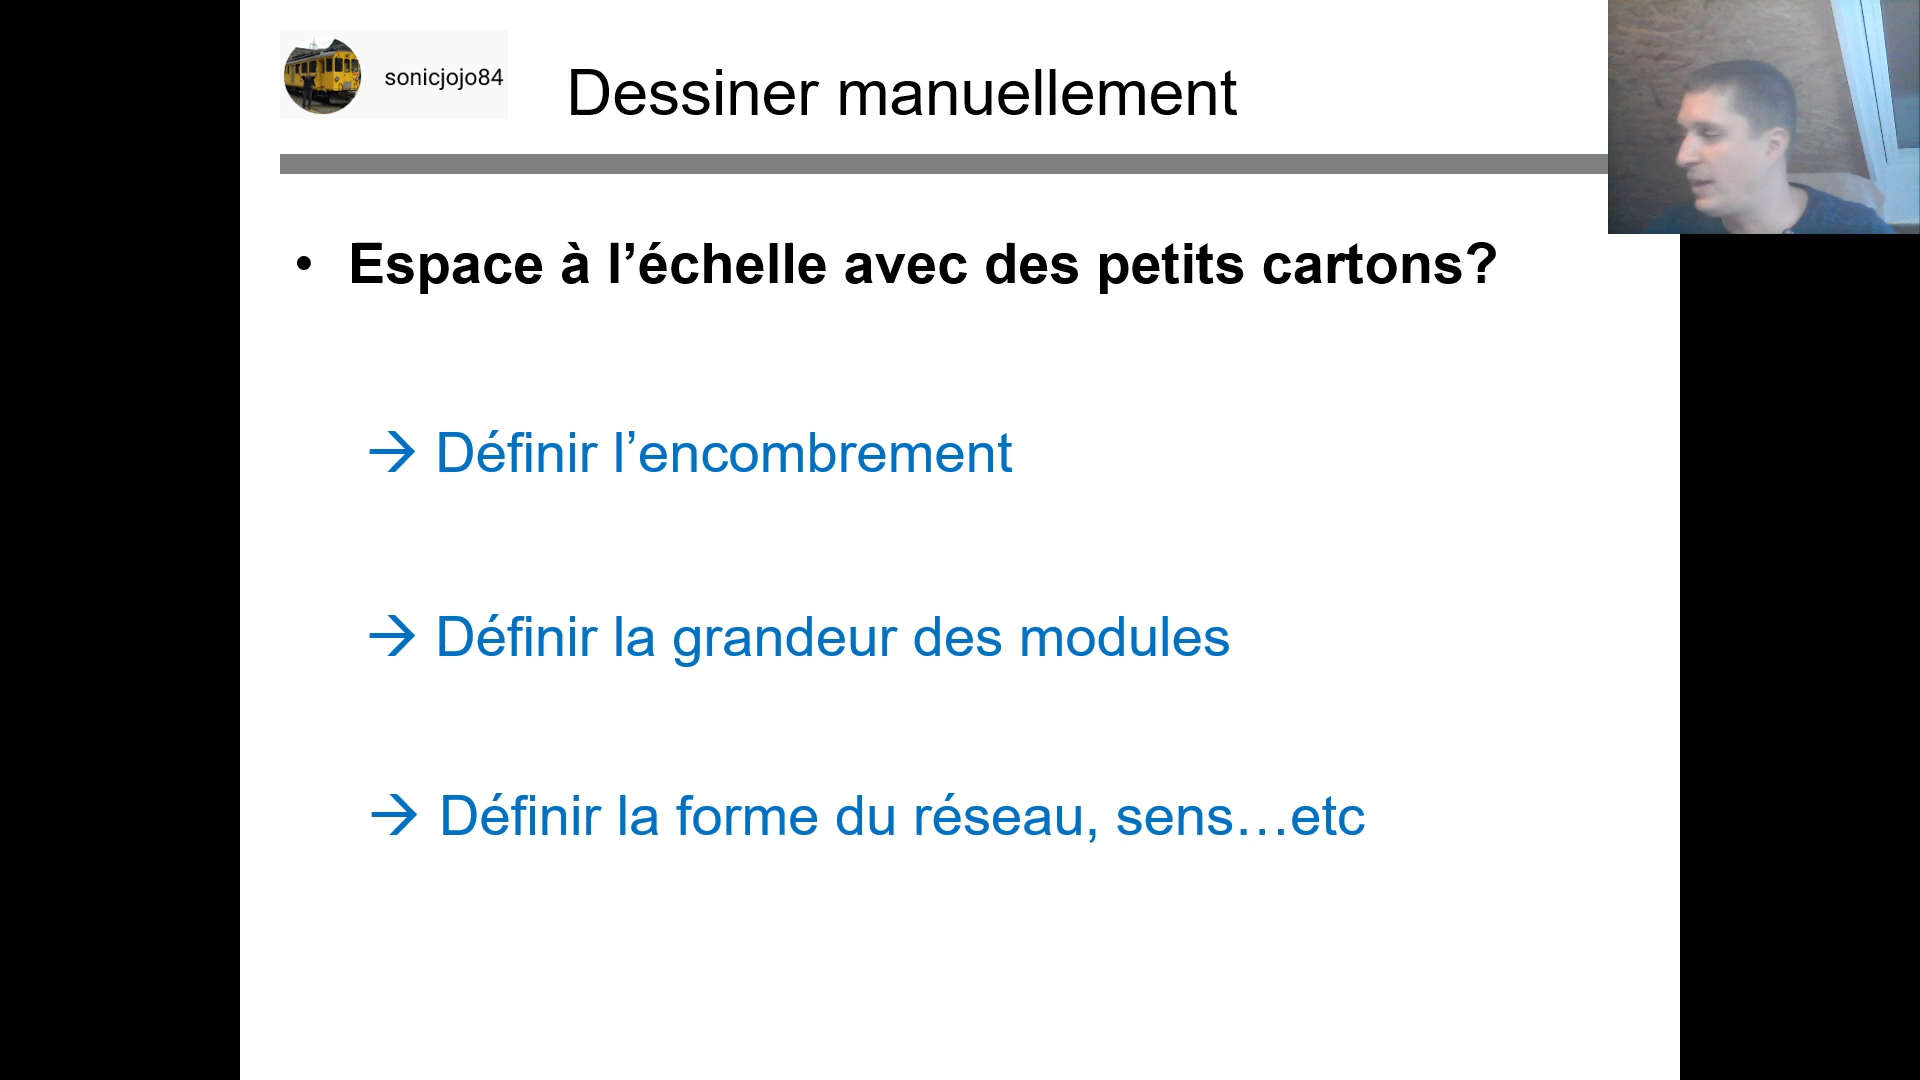 sonicjojo84
Dessiner manuellement
• Espace à l’échelle avec des petits cartons?
→ Définir l’encombrement
→ Définir la grandeur des modules
→ Définir la forme du réseau, sens…etc